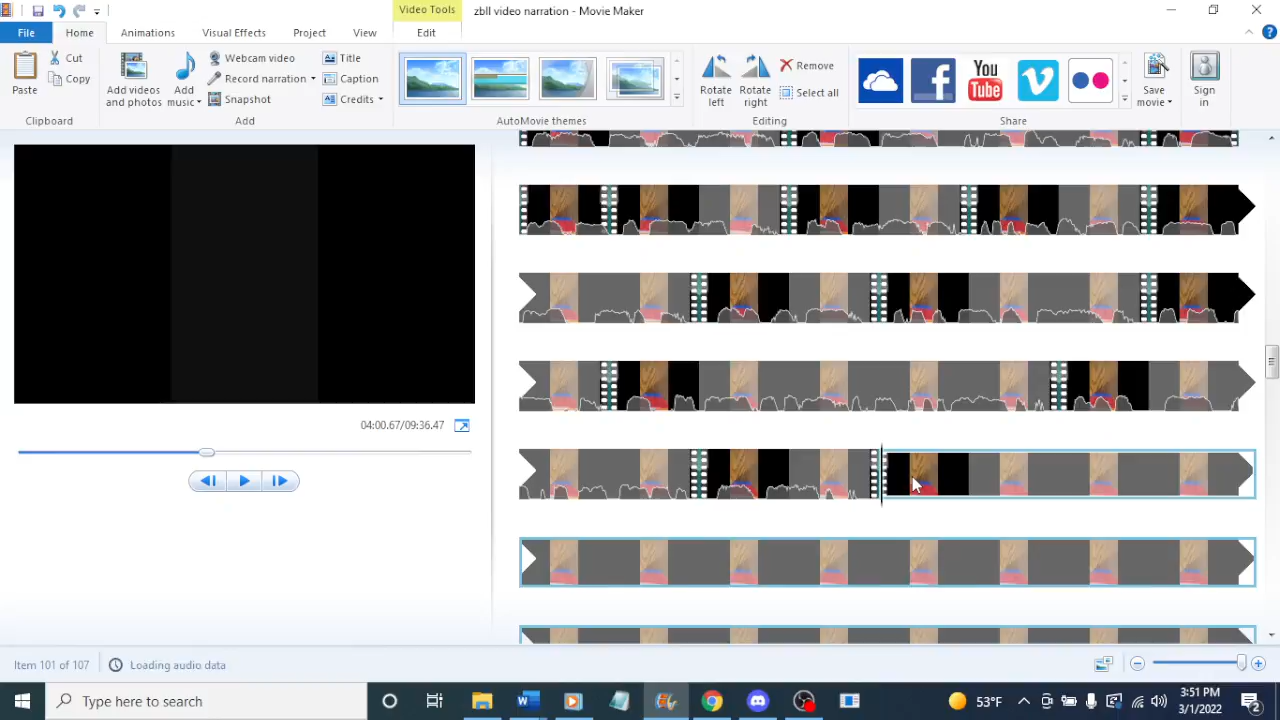 Video Tools
zbll video narration - Movie Maker
File
Home
Animations
Visual Effects
Project
View
Edit
Paste
Cut
Copy
Clipboard
Add videos
and photos
Add
music
Webcam video
Record narration
Snapshot
Title
Caption
Credits
Add
AutoMovie themes
Rotate
left
Rotate
right
Remove
Select all
Editing
You
Tube
Share
Save
movie
Sign
in
04:00.67/09:36.47
Item 101 of 107
Loading audio data
Type here to search
53°F
3:51 PM
3/1/2022
2